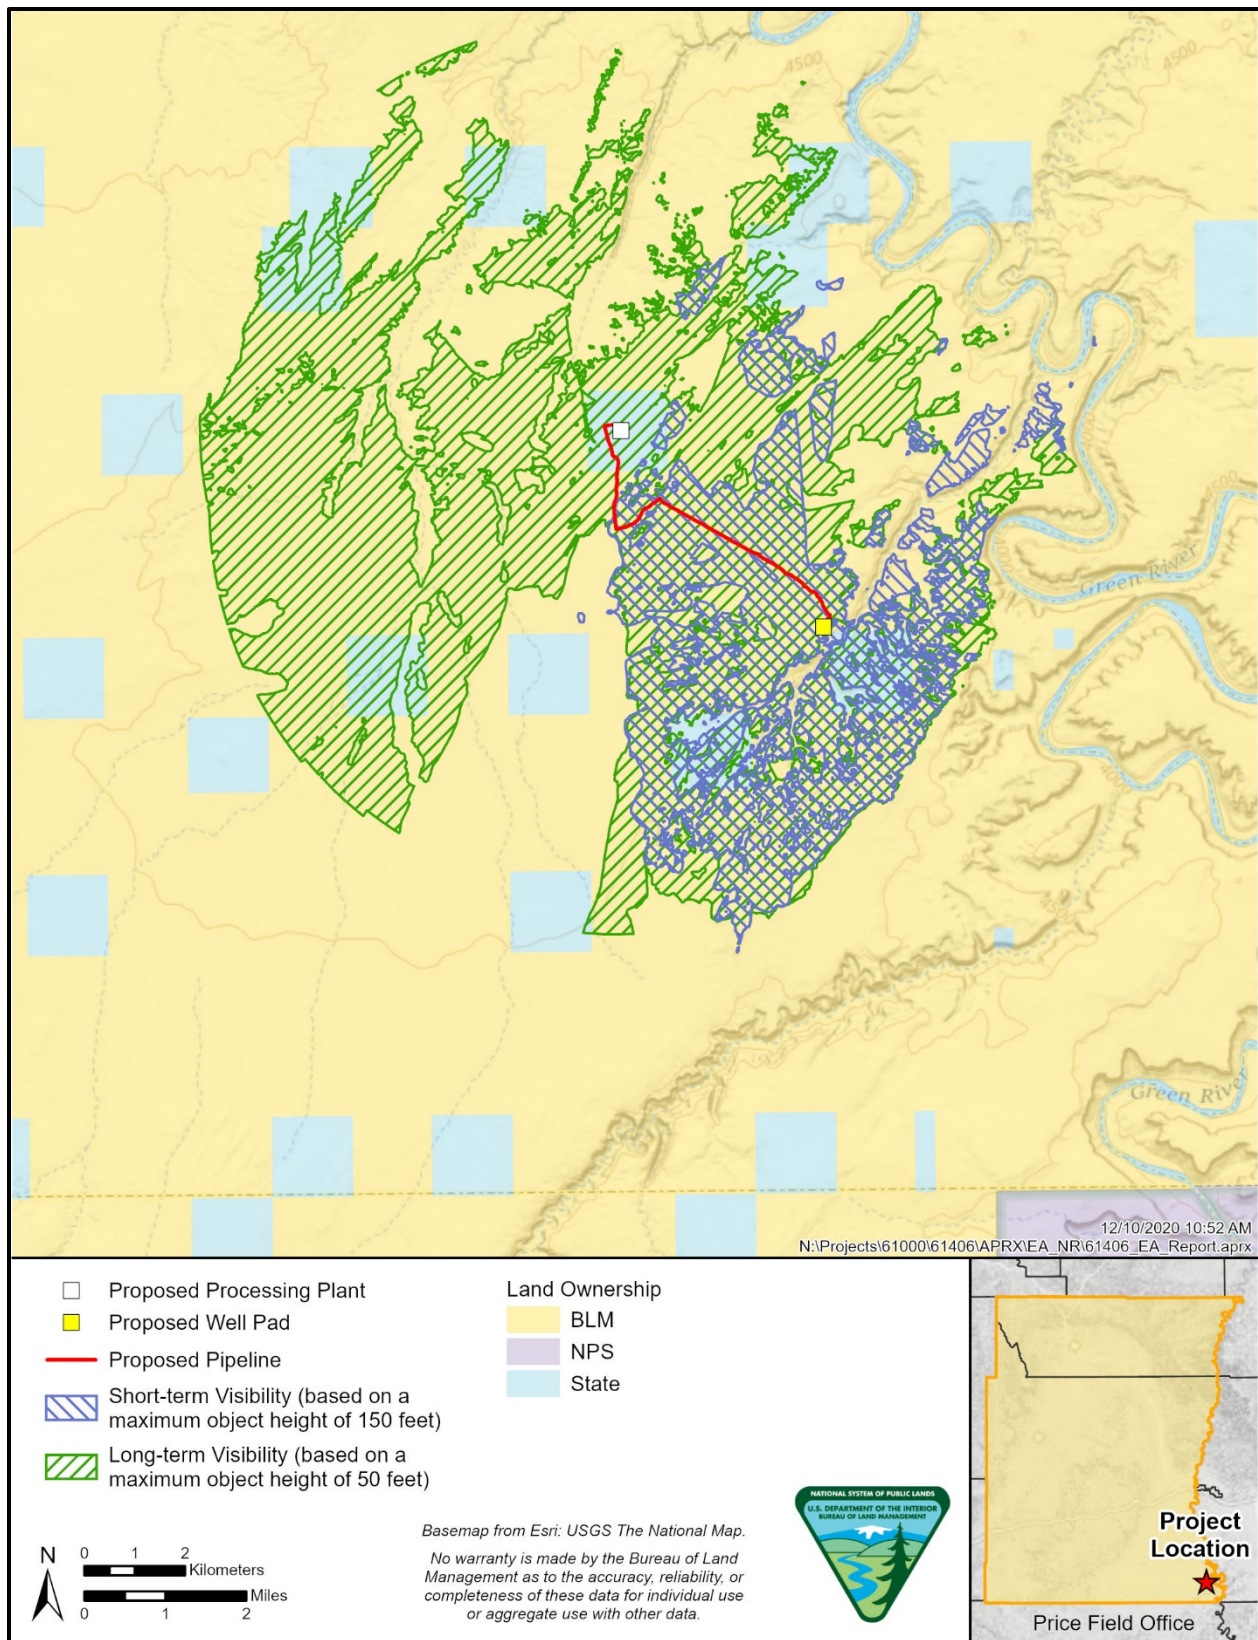 4500
4500
4500
4000
Green River
4000
4500
Green River
12/10/2020 10:52 AM
N:\Projects\61000\61406\APRX\EA_NR\61406_EA_Report.aprx
Proposed Processing Plant
Proposed Well Pad
Proposed Pipeline
Short-term Visibility (based on a
maximum object height of 150 feet)
Long-term Visibility (based on a
maximum object height of 50 feet)
Land Ownership
BLM
NPS
State
N
0 1 2
Kilometers
Miles
0 1 2
Basemap from Esri: USGS The National Map.
No warranty is made by the Bureau of Land
Management as to the accuracy, reliability, or
completeness of these data for individual use
or aggregate use with other data.
NATIONAL SYSTEM OF PUBLIC LANDS
U.S. DEPARTMENT OF THE INTERIOR
BUREAU OF LAND MANAGEMENT
Project
Location
Price Field Office